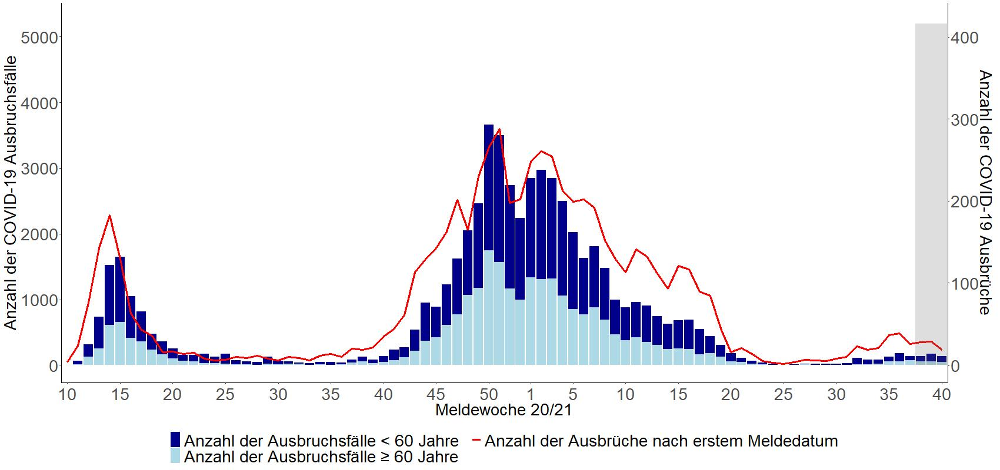 Anzahl der COVID-19 Ausbruchsfälle
5000
4000
3000
2000
1000
0
400
300
200
100
0
Anzahl der COVID-19 Ausbrüche
10 15 20 25 30 35 40 45 50 1 5 10 15 20 25 30 35 40
Meldewoche 20/21
Anzahl der Ausbruchsfälle < 60 Jahre Anzahl der Ausbrüche nach erstem Meldedatum
Anzahl der Ausbruchsfälle ≥ 60 Jahre